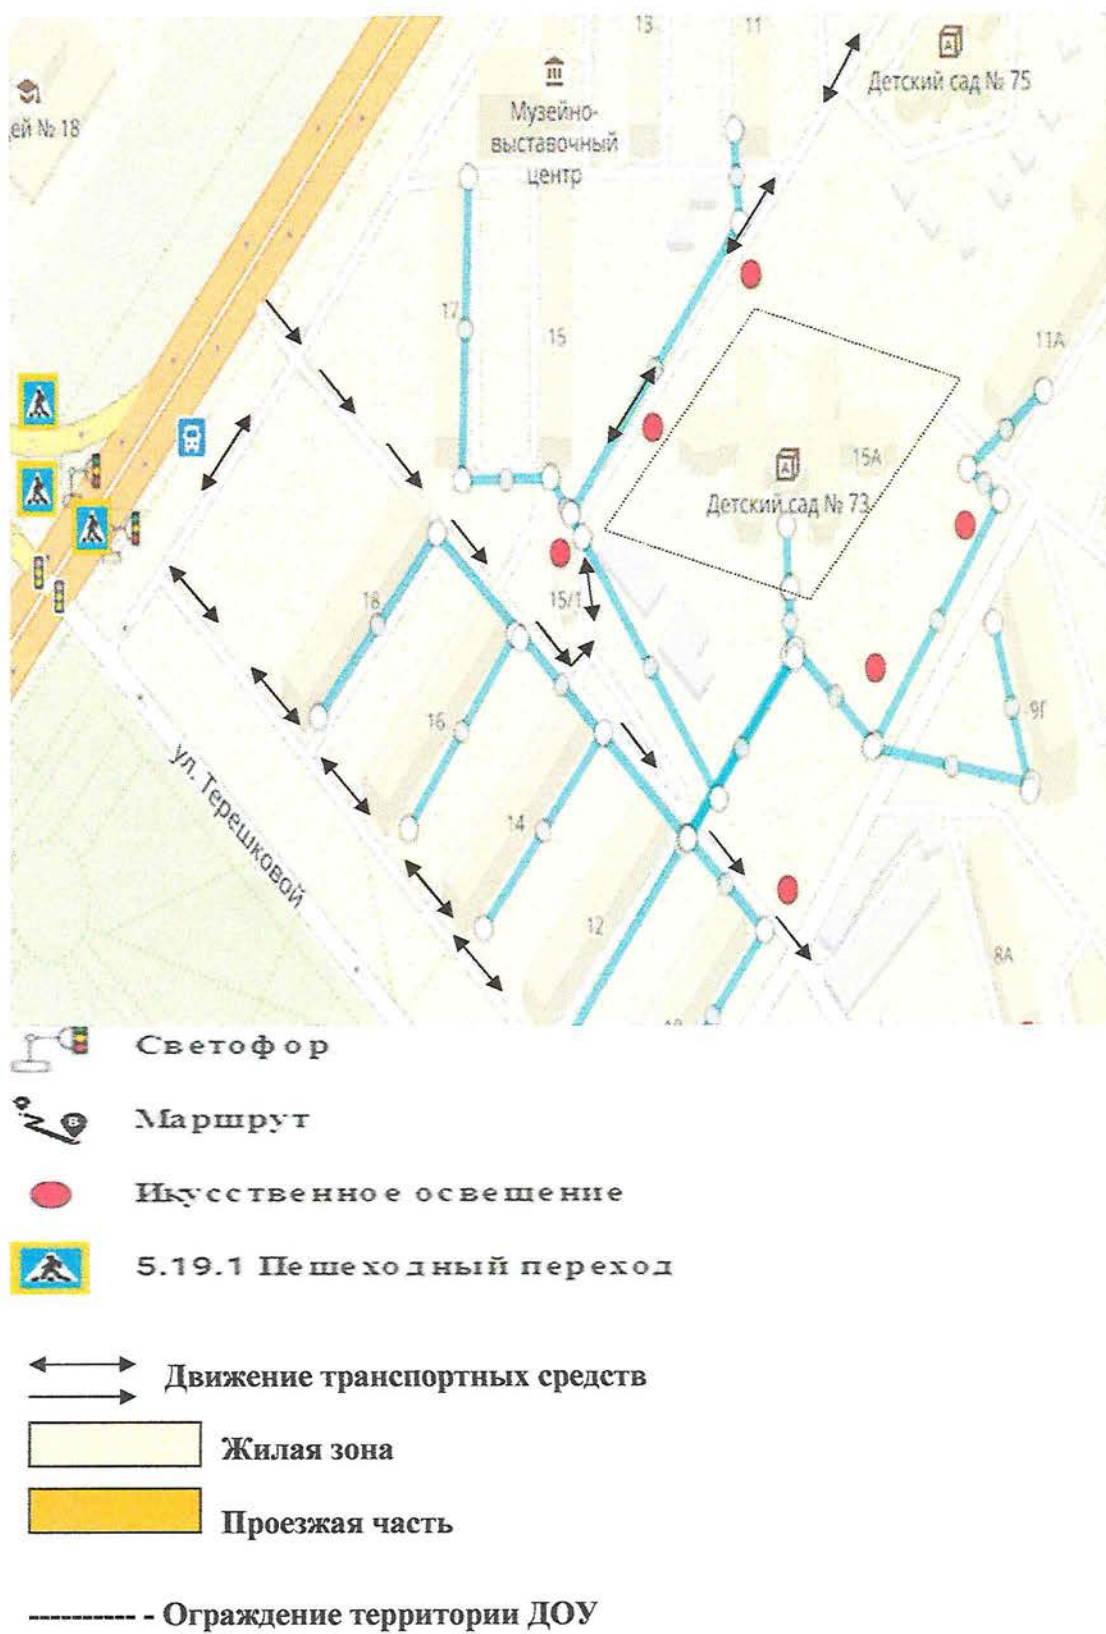 13
11
Детский сад № 75
ей № 18
Музейно-
выставочный
центр
17
15
11А
15А
Детский сад № 73
18
15/1
16
9Г
14
ул. Терешковой
12
8А
Светофор
Маршрут
В
Икусственное освещение
5.19.1 Пешеходный переход
Движение транспортных средств
Жилая зона
Проезжая часть
Ограждение территории ДОУ